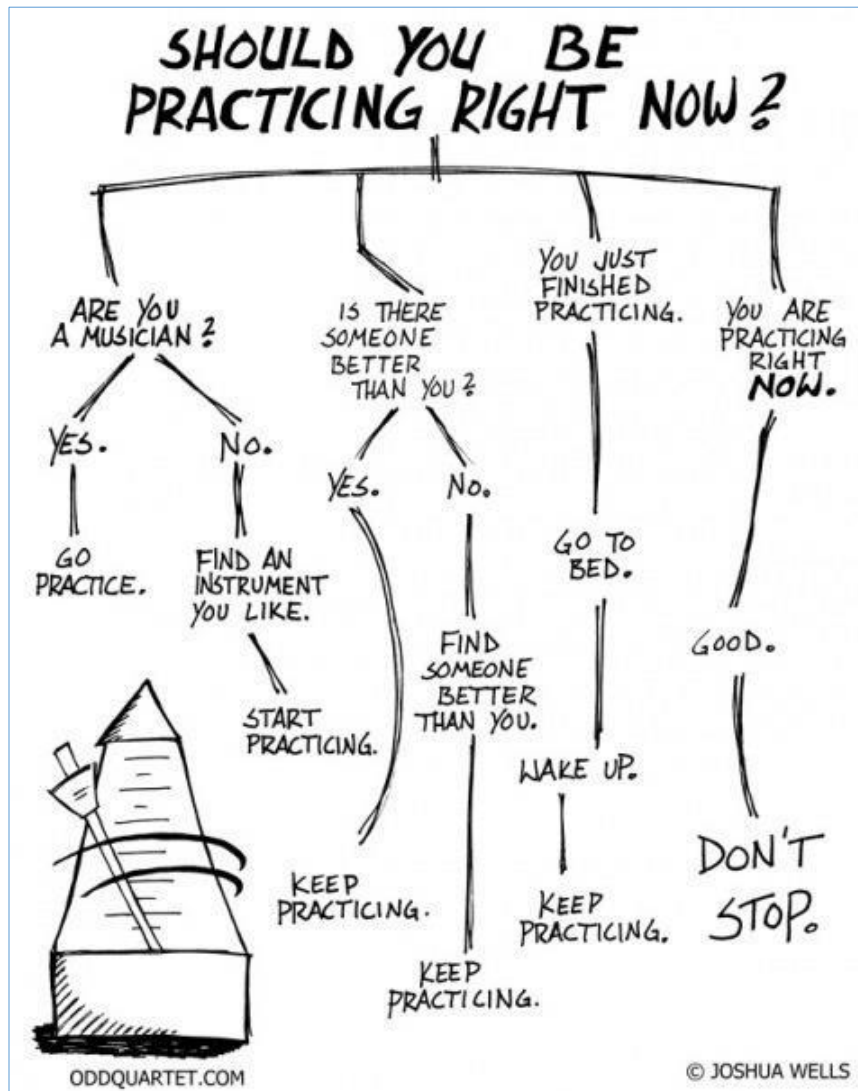 SHOULD YOU BE
PRACTICING RIGHT NOW?
ARE YOU
A MUSICIAN?
YES.
GO
PRACTICE.
NO.
FIND AN
INSTRUMENT
YOU LIKE.
START
PRACTICING.
IS THERE
SOMEONE
BETTER
THAN YOU?
YES.
KEEP
PRACTICING.
NO.
FIND
SOMEONE
BETTER
THAN YOU.
KEEP
PRACTICING.
YOU JUST
FINISHED
PRACTICING.
GO TO
BED.
WAKE UP.
KEEP
PRACTICING.
YOU ARE
PRACTICING
RIGHT
NOW.
GOOD.
DON'T
STOP.
ODDQUARTET.COM
© JOSHUA WELLS